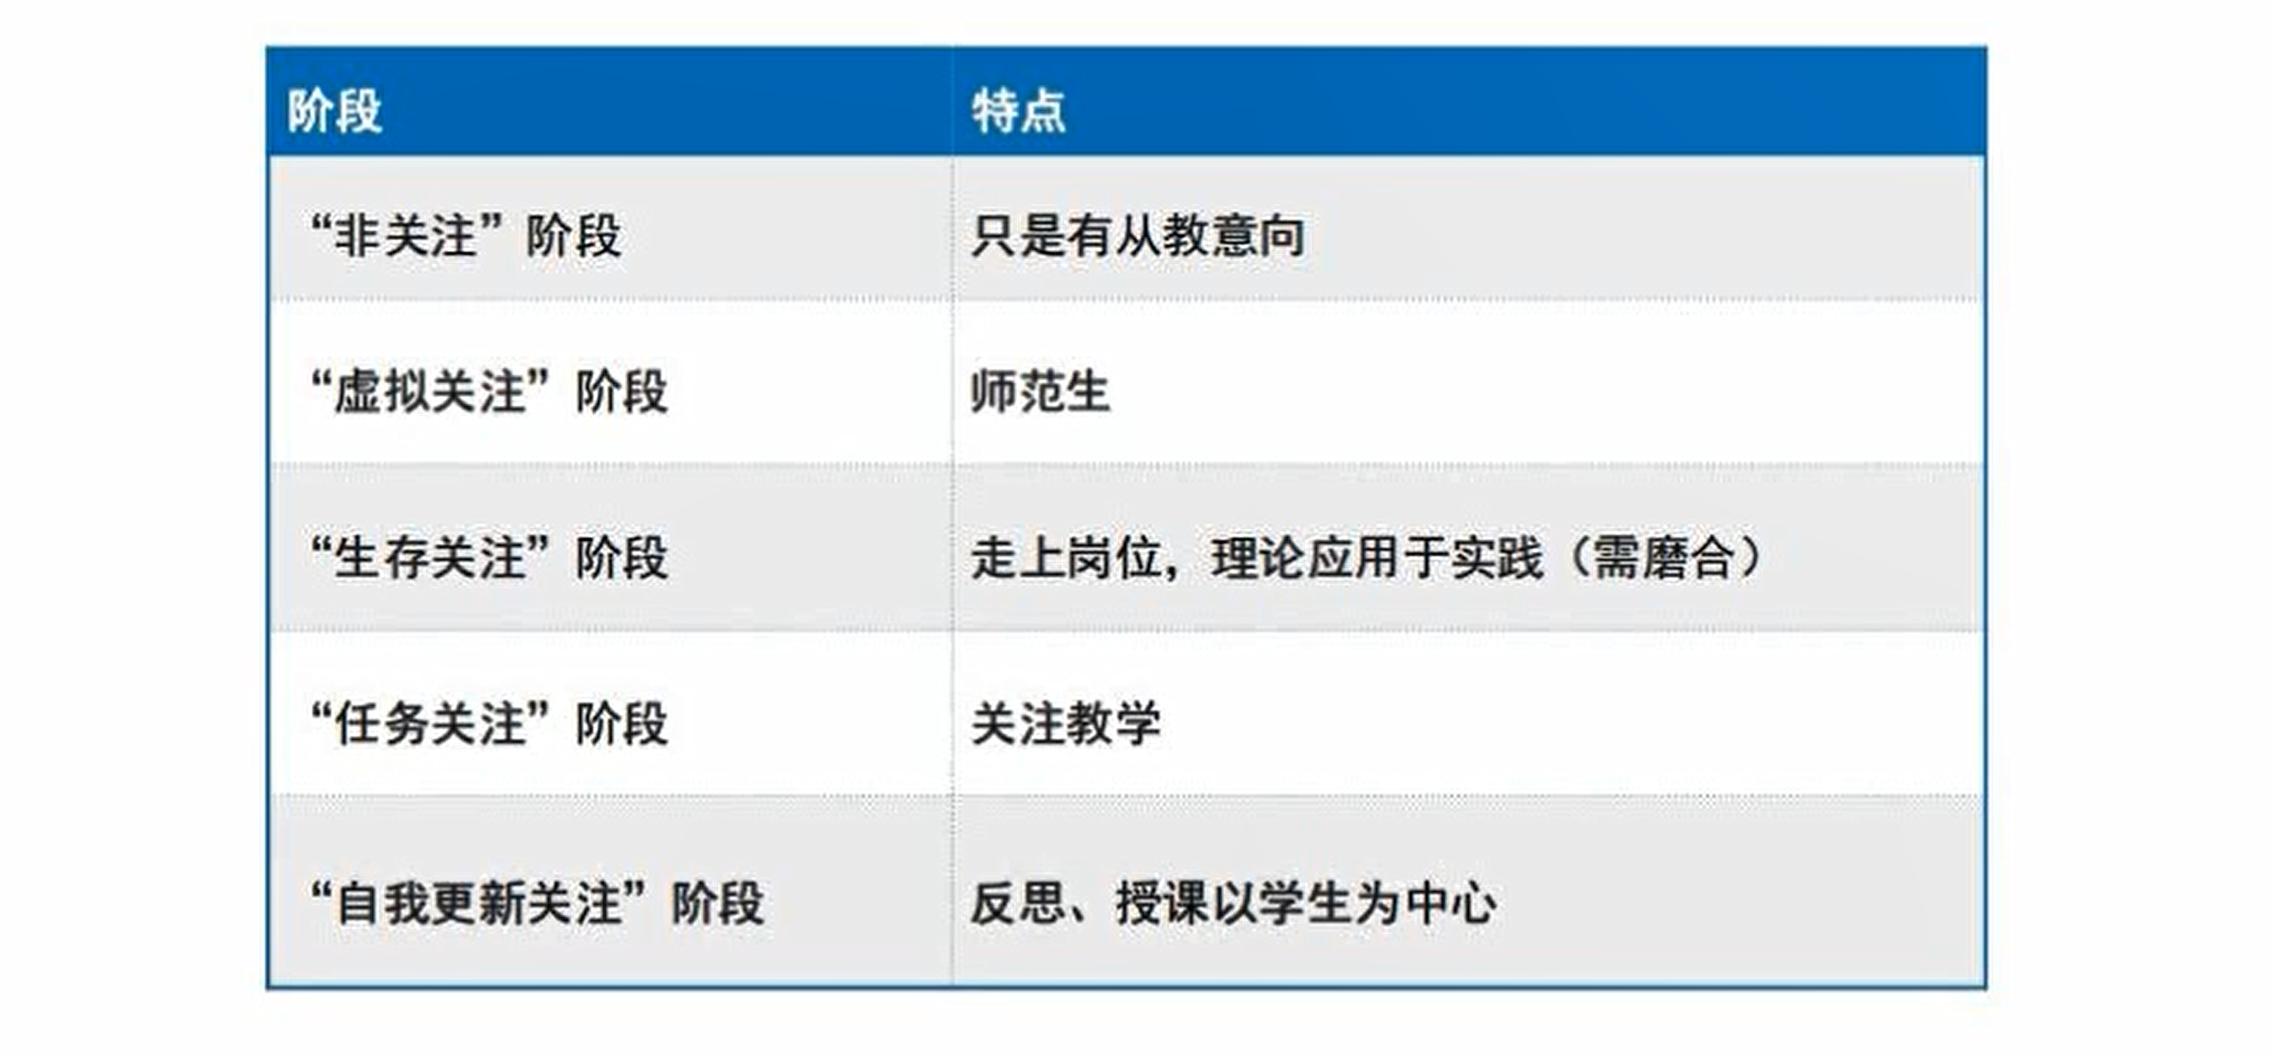 阶段 特点
“非关注”阶段 只是有从教意向
“虚拟关注”阶段 师范生
“生存关注”阶段 走上岗位，理论应用于实践（需磨合）
“任务关注”阶段 关注教学
“自我更新关注”阶段 反思、授课以学生为中心